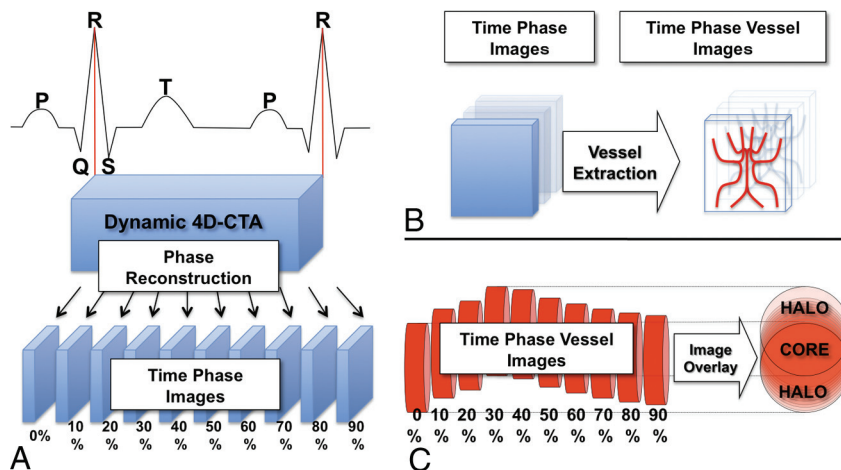 R
R
P
T
P
Q
S
Dynamic 4D-CTA
Phase
Reconstruction
Time Phase
Images
0%
10
%
20
%
30
%
40
%
50
%
60
%
70
%
80
%
90
%
A
Time Phase
Images
Time Phase Vessel
Images
Vessel
Extraction
B
Time Phase Vessel
Images
Image
Overlay
HALO
CORE
HALO
0
%
10
%
20
%
30
%
40
%
50
%
60
%
70
%
80
%
90
%
C